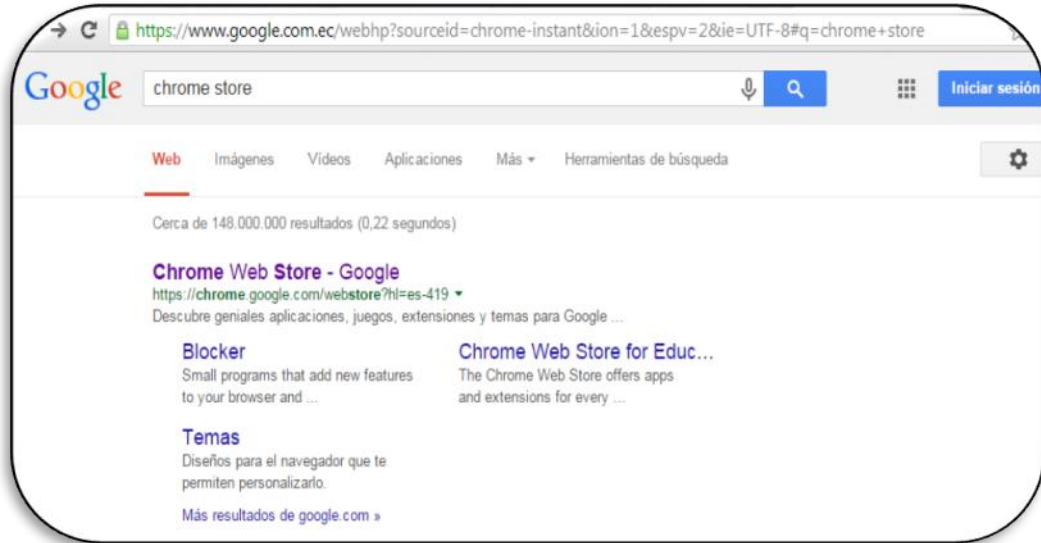 https://www.google.com.ec/webhp?sourceid=chrome-instant&ion=1&espv=2&ie=UTF-8#q=chrome+store
Google chrome store Iniciar sesión
Web Imágenes Vídeos Aplicaciones Más Herramientas de búsqueda
Cerca de 148.000.000 resultados (0,22 segundos)
Chrome Web Store - Google
https://chrome.google.com/webstore?hl=es-419
Descubre geniales aplicaciones, juegos, extensiones y temas para Google ...
Blocker
Small programs that add new features
to your browser and ...
Chrome Web Store for Educ...
The Chrome Web Store offers apps
and extensions for every ...
Temas
Diseños para el navegador que te
permiten personalizarlo.
Más resultados de google.com »